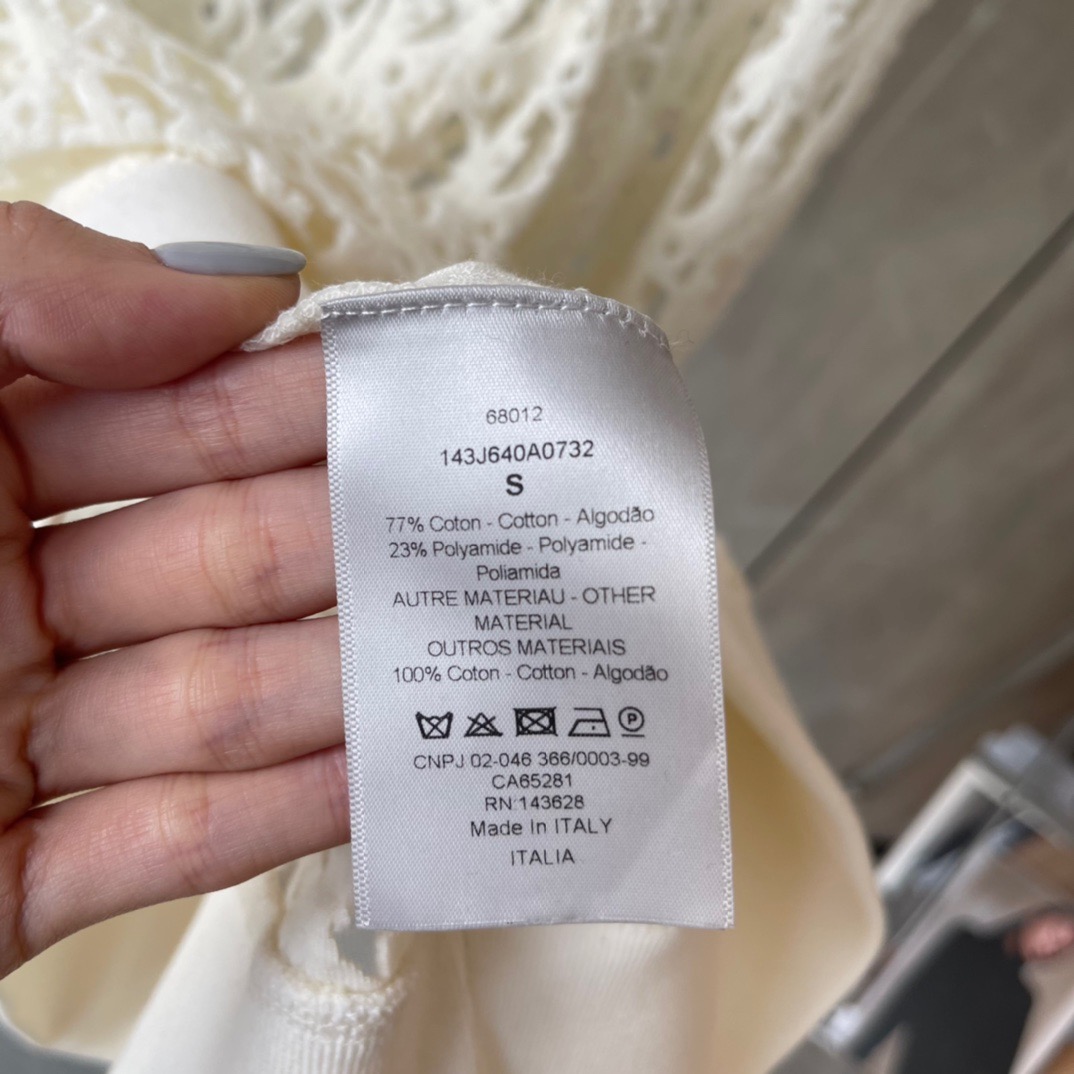 68012
143J640A0732
S
77% Coton - Cotton - Algodão
23% Polyamide - Polyamide -
Poliamida
AUTRE MATERIAU - OTHER
MATERIAL
OUTROS MATERIAIS
100% Coton - Cotton - Algodão
P
CNPJ 02-046 366/0003-99
CA65281
RN 143628
Made In ITALY
ITALIA